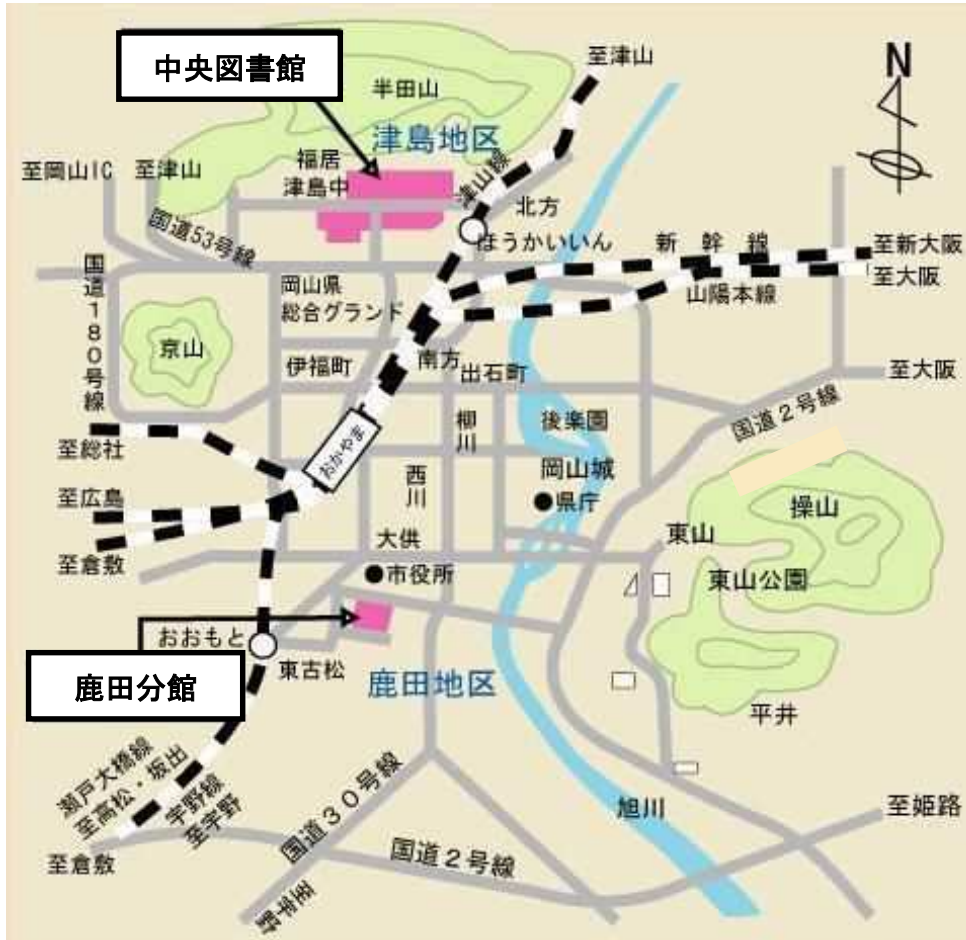 中央図書館
至津山
N
半田山
津島地区
至岡山IC
至津山
福居
津島中
津山線
北方
国道53号線
ほうかいいん
新幹線
至新大阪
至大阪
山陽本線
国道180号線
岡山県
総合グランド
京山
伊福町
南方
出石町
至大阪
国道2号線
柳川
後楽園
おかやま
至総社
西川
岡山城
県庁
至広島
操山
大供
東山
至倉敷
市役所
東山公園
おおもと
東古松
鹿田分館
鹿田地区
平井
瀬戸大橋線
至高松・坂出
宇野線
至宇野
国道30号線
旭川
至姫路
至倉敷
国道2号線
至宇野